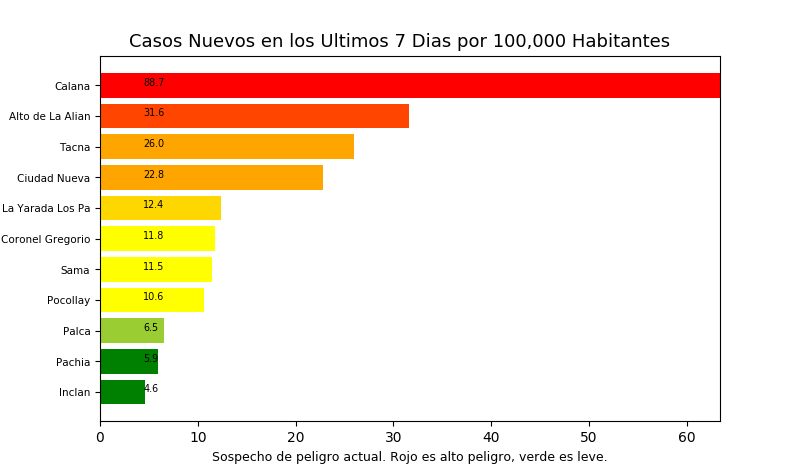 Casos Nuevos en los Ultimos 7 Dias por 100,000 Habitantes
Calana 88.7
Alto de La Alian 31.6
Tacna 26.0
Ciudad Nueva 22.8
La Yarada Los Pa 12.4
Coronel Gregorio 11.8
Sama 11.5
Pocollay 10.6
Palca 6.5
Pachia 5.9
Inclan 4.6
0 10 20 30 40 50 60
Sospecho de peligro actual. Rojo es alto peligro, verde es leve.